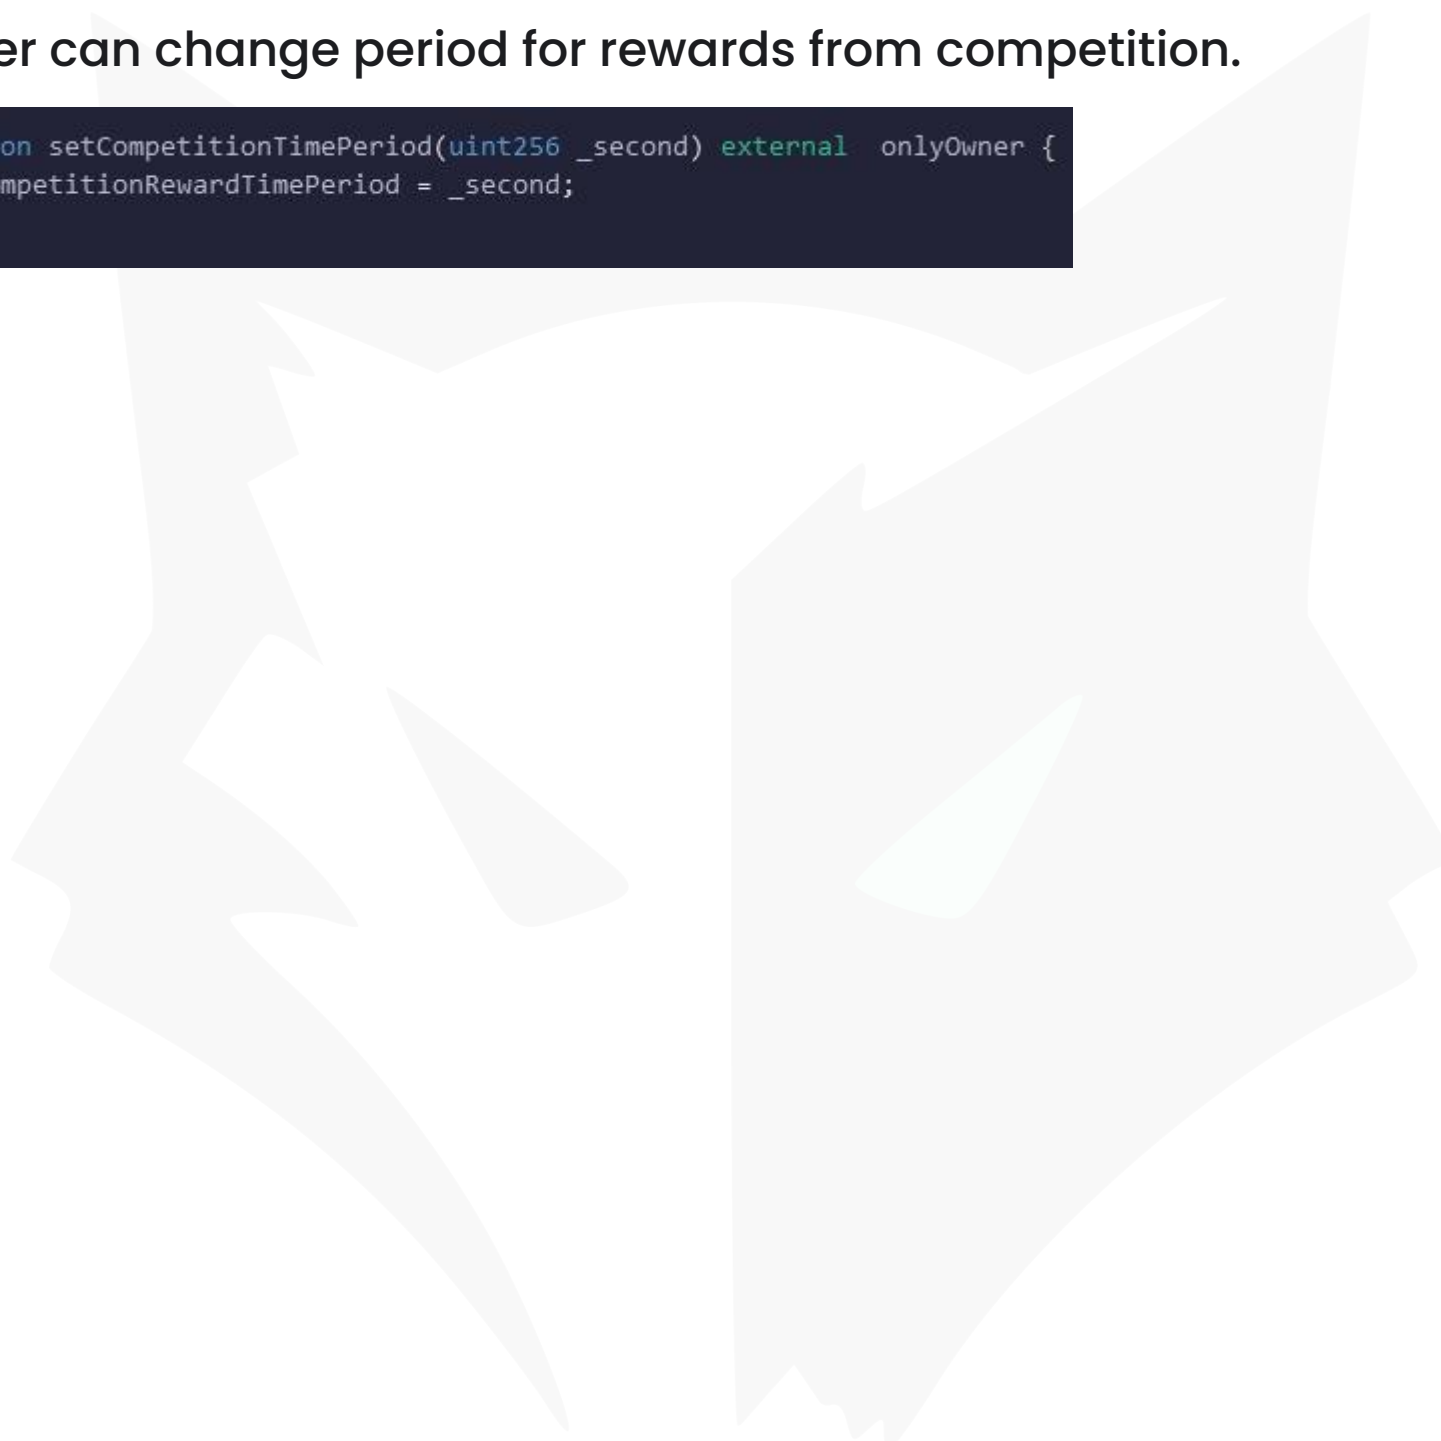 er can change period for rewards from competition.
on setCompetitionTimePeriod(uint256 _second) external  onlyOwner {
mpetitionRewardTimePeriod = _second;